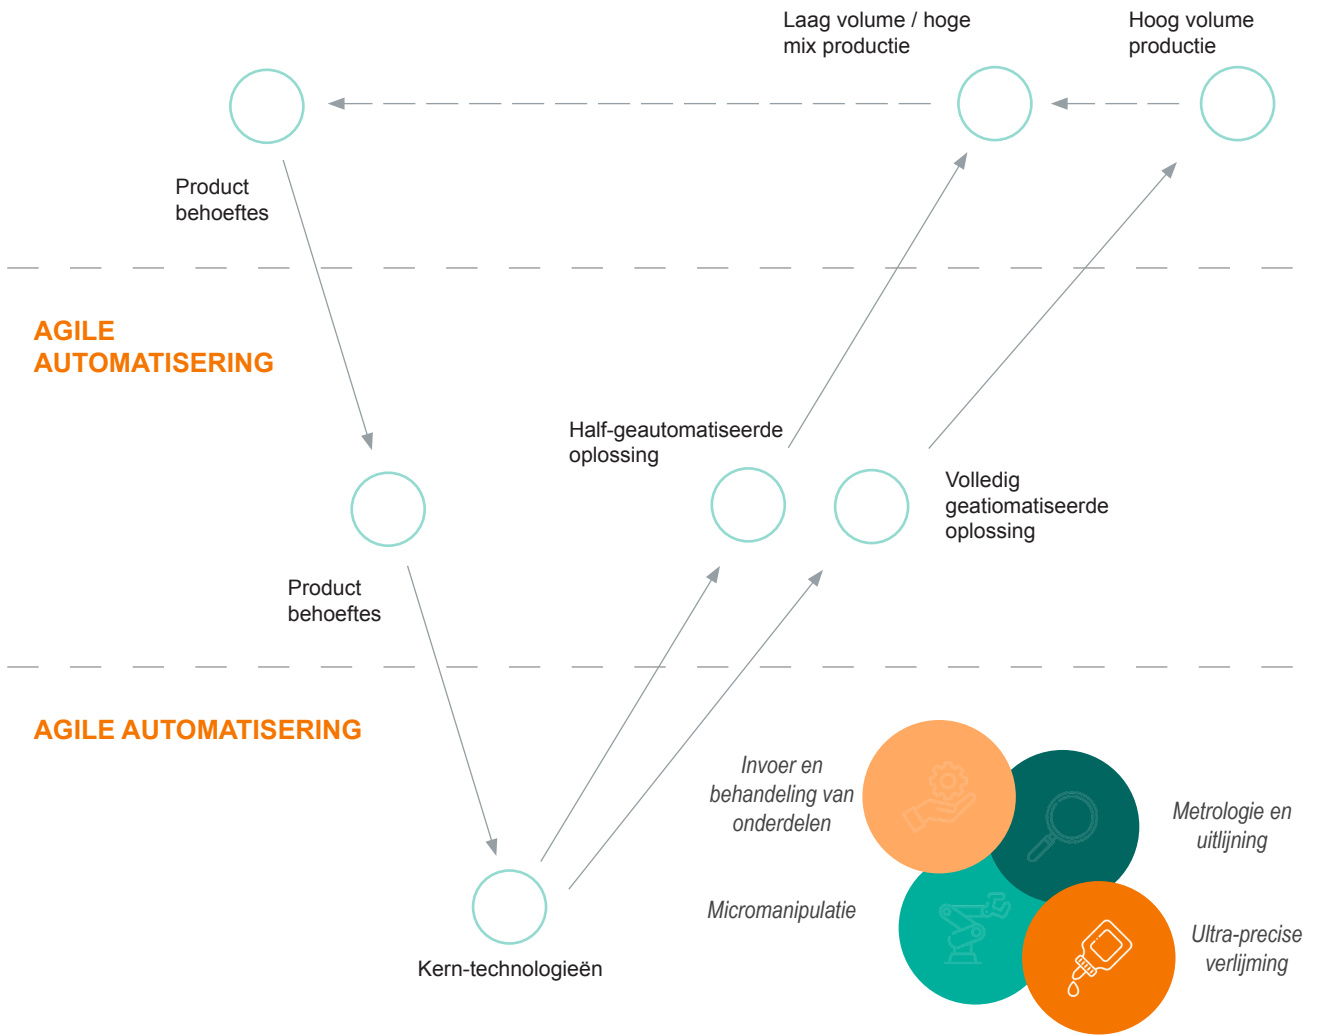 Laag volume / hoge
mix productie
Hoog volume
productie
Product
behoeftes
AGILE
AUTOMATISERING
Half-geautomatiseerde
oplossing
Volledig
geatiomatiseerde
oplossing
Product
behoeftes
AGILE AUTOMATISERING
Invoer en
behandeling van
onderdelen
Metrologie en
uitlijning
Micromanipulatie
Ultra-precise
verlijming
Kern-technologieën